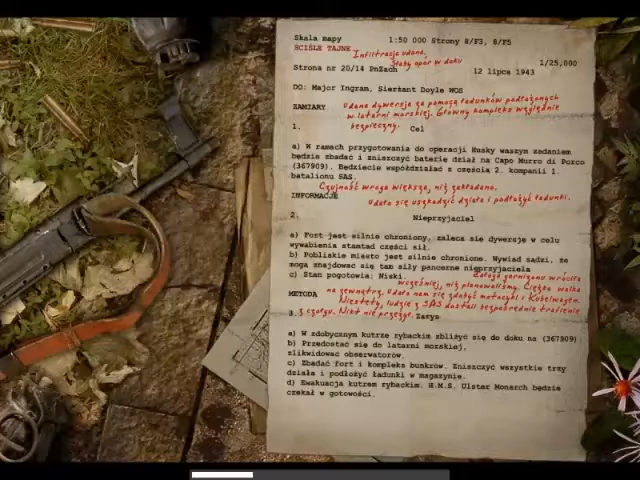 Skala mapy 1:50 000 Strony 8/F3, 8/F5
ŚCIŚLE TAJNE Infiltracja udana.
Słaby opór w doku 1/25,000
Strona nr 20/14 PnZach 12 lipca 1943
DO: Major Ingram, Sierżant Doyle WOS
ZAMIARY Udana dywersja za pomocą ładunków podłożonych
w latarni morskiej. Główny kompleks względnie
bezpieczny.
1. Cel
a) W ramach przygotowania do operacji Husky waszym zadaniem
będzie zbadać i zniszczyć baterię dział na Capo Murro di Porco
(367909). Będziecie współdziałać z częścią 2. kompanii 1.
batalionu SAS
Czujność wroga większa, niż zakładano.
INFORMACJE Udało się uszkodzić działa i podłożyć ładunki.
2. Nieprzyjaciel
a) Fort jest silnie chroniony, zaleca się dywersję w celu
wywabienia stamtąd części sił.
b) Pobliskie miasto jest silnie chronione. Wywiad sądzi, że
mogą znajdować się tam siły pancerne nieprzyjaciela
c) Stan pogotowia: Niski. Załoga garnizonu wróciła
wcześniej, niż planowaliśmy. Ciężka walka
METODA na zewnątrz. Udało nam się zdobyć motocykl i Kubelwagen.
Niestety, ludzie z SAS dostali bezpośrednie trafienie
3. z czołgu. Nikt nie przeżył. Zarys
a) W zdobycznym kutrze rybackim zbliżyć się do doku na (367909)
b) Przedostać się do latarni morskiej,
zlikwidować obserwatorów.
c) Zbadać fort i kompleks bunkrów. Zniszczyć wszystkie trzy
działa i podłożyć ładunki w magazynie.
d) Ewakuacja kutrem rybackim. H.M.S. Ulster Monarch będzie
czekał w gotowości.